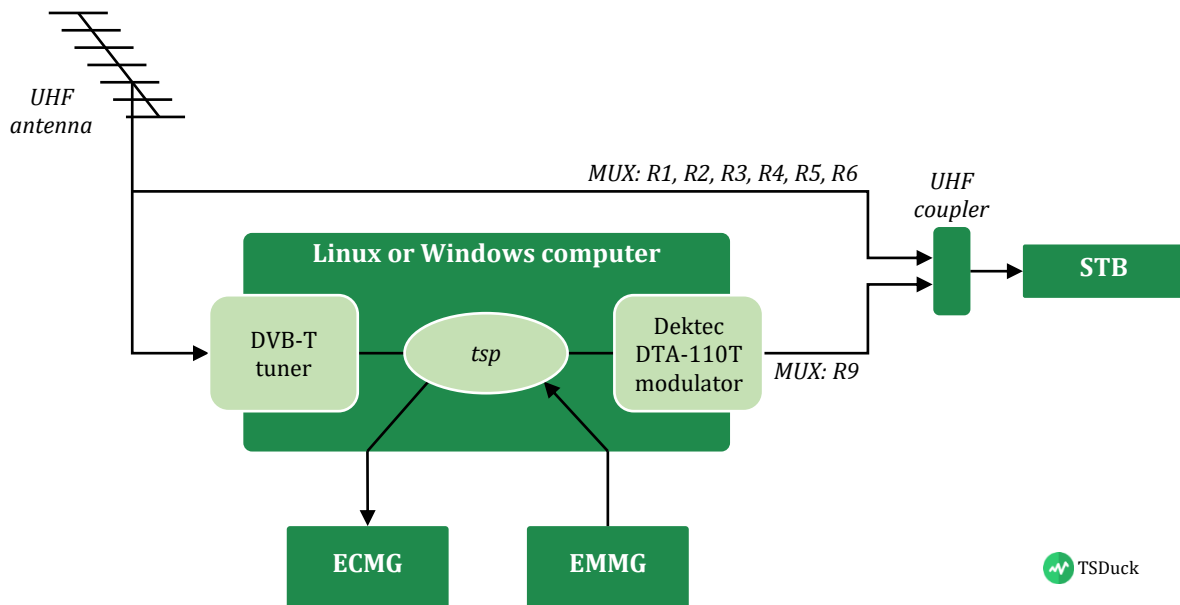 UHF
antenna
MUX: R1, R2, R3, R4, R5, R6
UHF
coupler
Linux or Windows computer
STB
DVB-T
tuner
tsp
Dektec
DTA-110T
modulator
MUX: R9
ECMG
EMMG
TSDuck